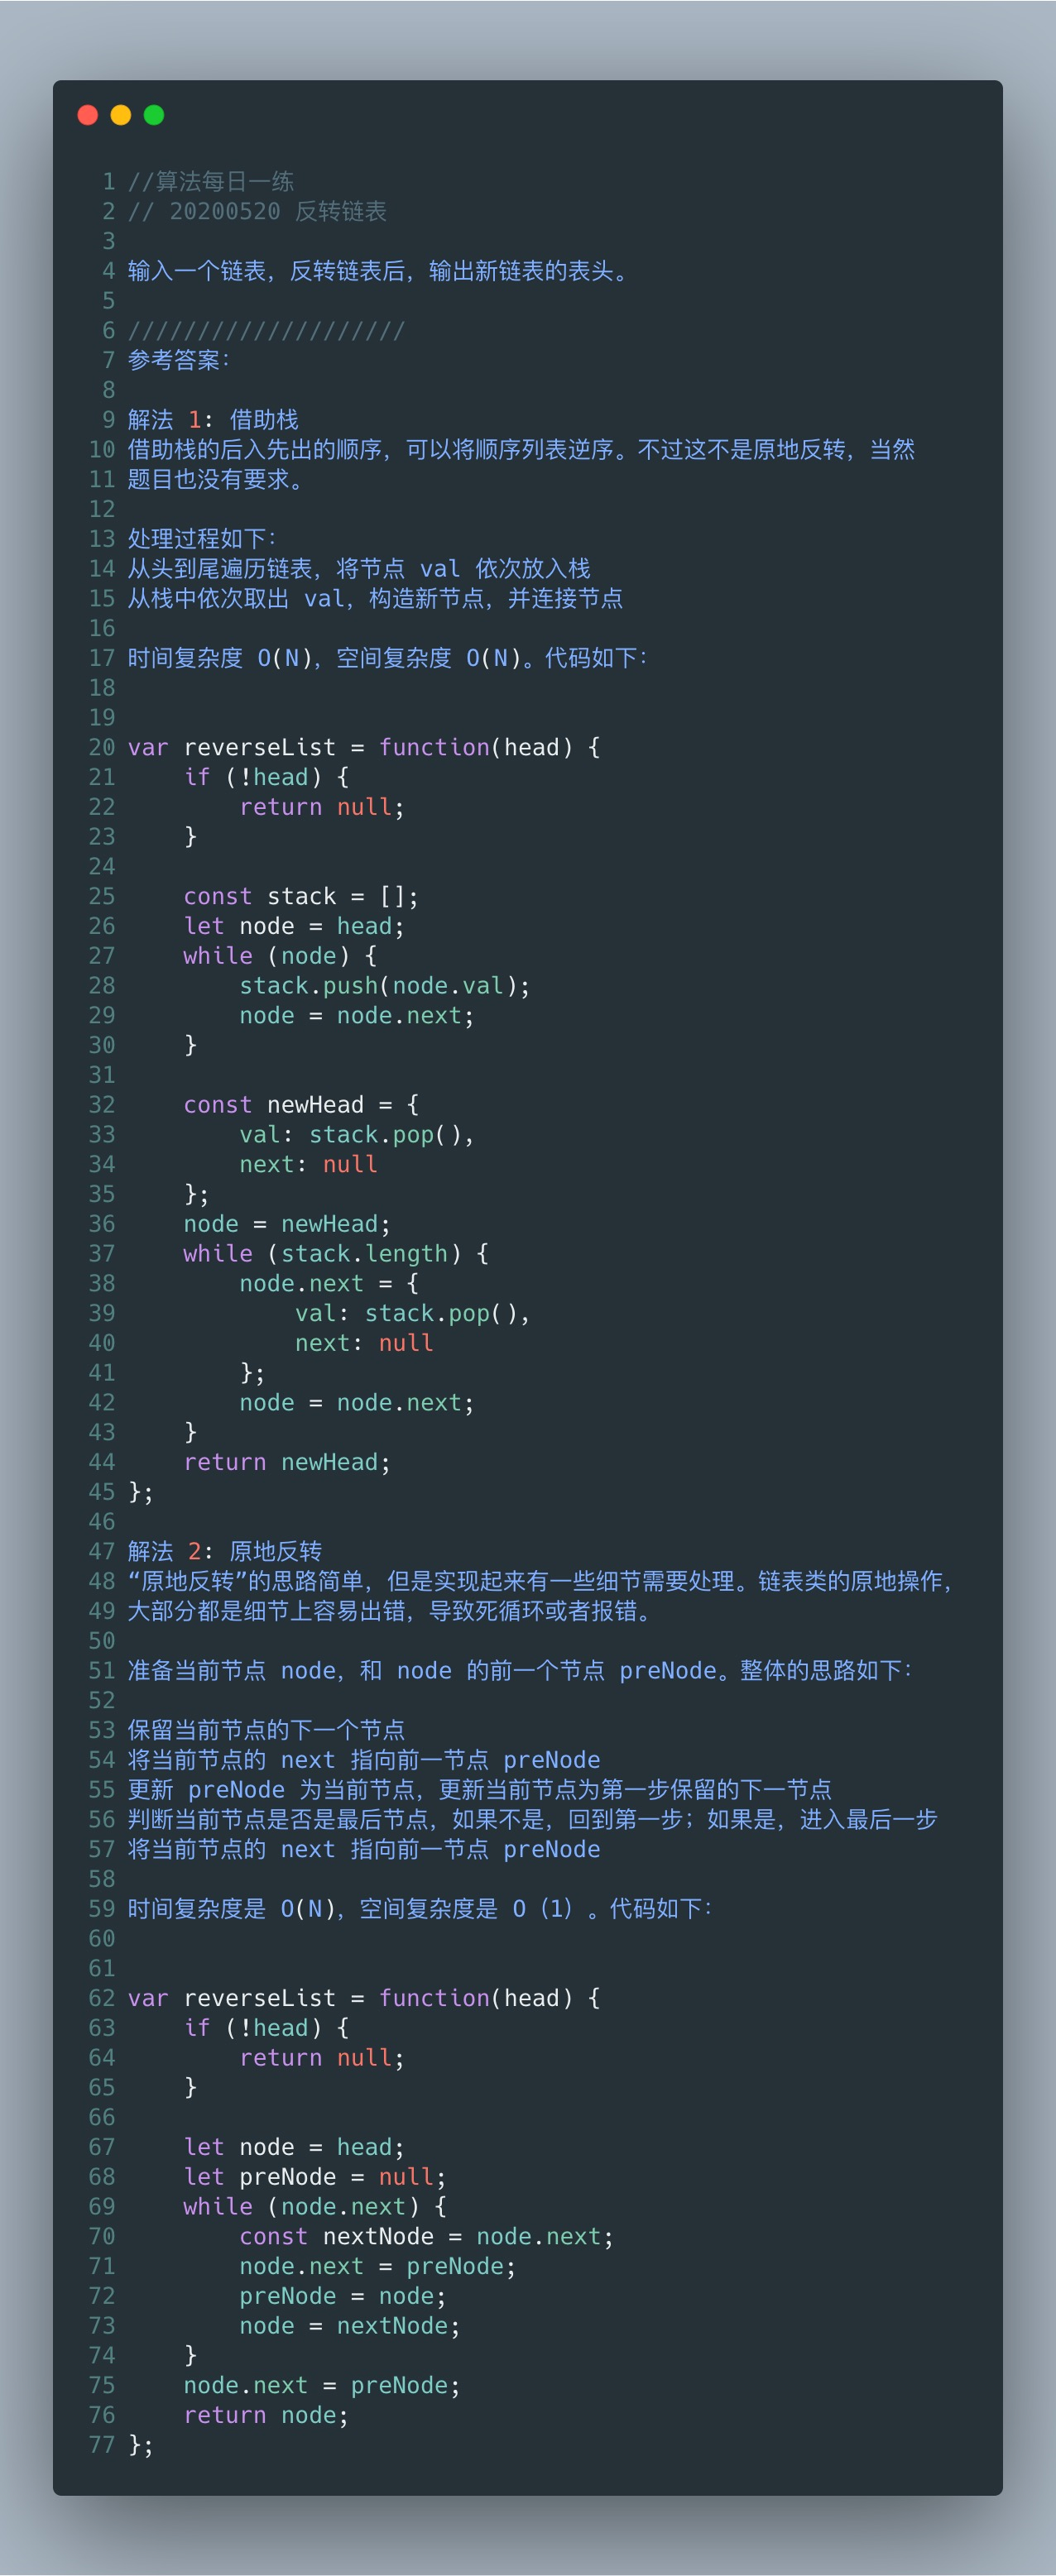 1 //算法每日一练
2 // 20200520 反转链表
3
4 输入一个链表，反转链表后，输出新链表的表头。
5
6 ////////////////////
7 参考答案：
8
9 解法 1: 借助栈
10 借助栈的后入先出的顺序，可以将顺序列表逆序。不过这不是原地反转，当然
11 题目也没有要求。
12
13 处理过程如下：
14 从头到尾遍历链表，将节点 val 依次放入栈
15 从栈中依次取出 val，构造新节点，并连接节点
16
17 时间复杂度 O(N)，空间复杂度 O(N)。代码如下：
18
19
20 var reverseList = function(head) {
21     if (!head) {
22         return null;
23     }
24
25     const stack = [];
26     let node = head;
27     while (node) {
28         stack.push(node.val);
29         node = node.next;
30     }
31
32     const newHead = {
33         val: stack.pop(),
34         next: null
35     };
36     node = newHead;
37     while (stack.length) {
38         node.next = {
39             val: stack.pop(),
40             next: null
41         };
42         node = node.next;
43     }
44     return newHead;
45 };
46
47 解法 2: 原地反转
48 “原地反转”的思路简单，但是实现起来有一些细节需要处理。链表类的原地操作，
49 大部分都是细节上容易出错，导致死循环或者报错。
50
51 准备当前节点 node，和 node 的前一个节点 preNode。整体的思路如下：
52
53 保留当前节点的下一个节点
54 将当前节点的 next 指向前一节点 preNode
55 更新 preNode 为当前节点，更新当前节点为第一步保留的下一节点
56 判断当前节点是否是最后节点，如果不是，回到第一步；如果是，进入最后一步
57 将当前节点的 next 指向前一节点 preNode
58
59 时间复杂度是 O(N)，空间复杂度是 O（1）。代码如下：
60
61
62 var reverseList = function(head) {
63     if (!head) {
64         return null;
65     }
66
67     let node = head;
68     let preNode = null;
69     while (node.next) {
70         const nextNode = node.next;
71         node.next = preNode;
72         preNode = node;
73         node = nextNode;
74     }
75     node.next = preNode;
76     return node;
77 };